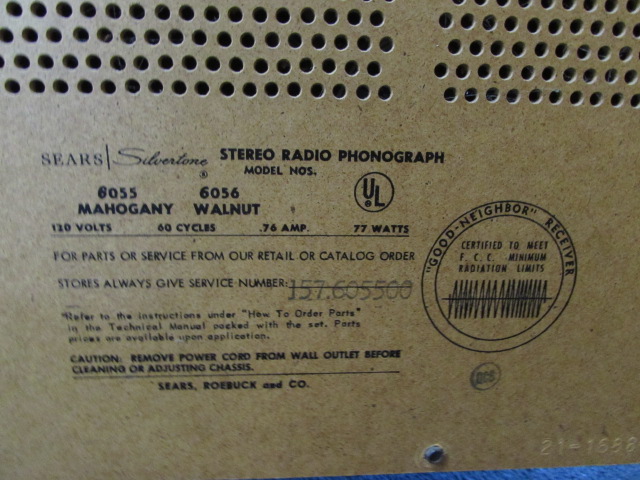 SEARS | Silvertone ® STEREO RADIO PHONOGRAPH
MODEL NOS.
6055 6056
MAHOGANY WALNUT
UL ®
120 VOLTS 60 CYCLES .76 AMP. 77 WATTS
FOR PARTS OR SERVICE FROM OUR RETAIL OR CATALOG ORDER
STORES ALWAYS GIVE SERVICE NUMBER: 157.605500
"Refer to the instructions under "How To Order Parts"
in the Technical Manual packed with the set. Parts
prices are available upon application.
CAUTION: REMOVE POWER CORD FROM WALL OUTLET BEFORE
CLEANING OR ADJUSTING CHASSIS.
SEARS, ROEBUCK and CO.
"GOOD-NEIGHBOR" RECEIVER
CERTIFIED TO MEET
F. C. C. MINIMUM
RADIATION LIMITS